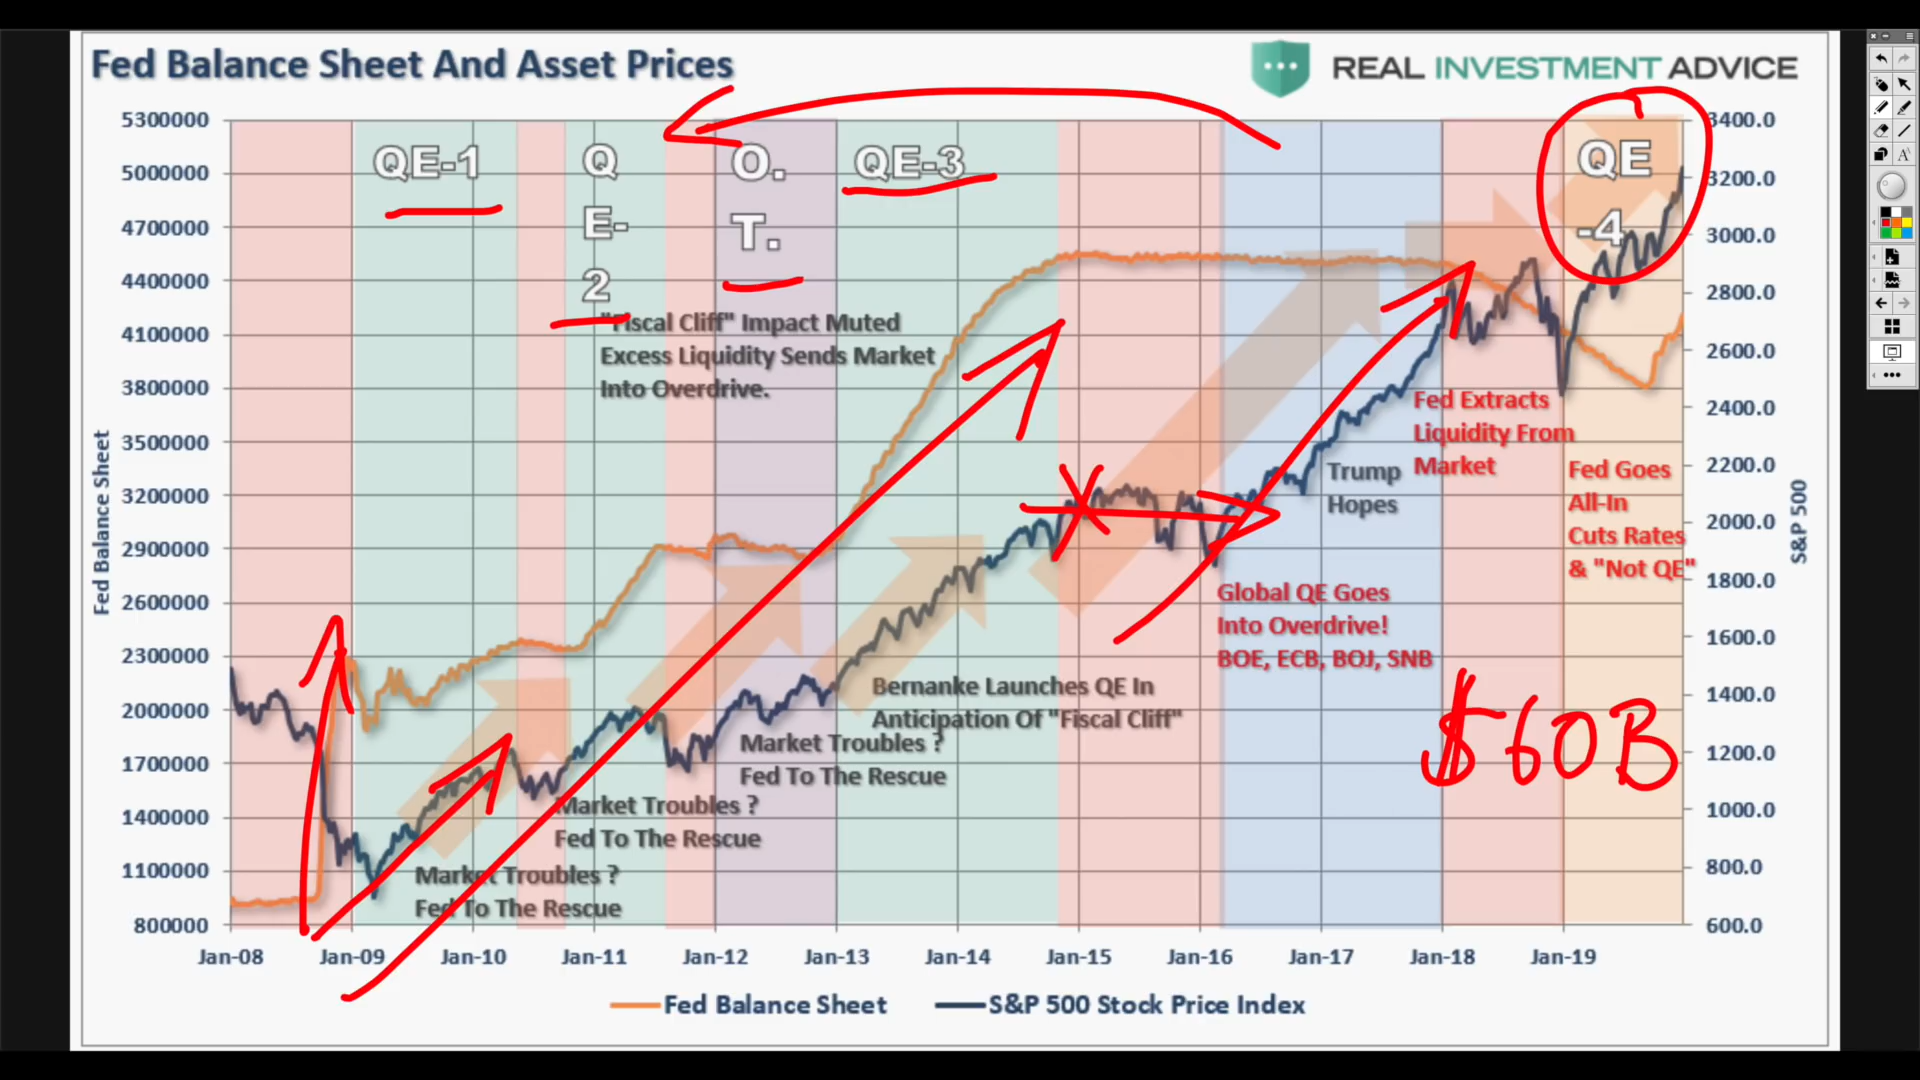 Fed Balance Sheet And Asset Prices
REAL INVESTMENT ADVICE
5300000
5000000
4700000
4400000
4100000
3800000
3500000
3200000
2900000
2600000
2300000
2000000
1700000
1400000
1100000
800000
Fed Balance Sheet
3400.0
3200.0
3000.0
2800.0
2600.0
2400.0
2200.0
2000.0
1800.0
1600.0
1400.0
1200.0
1000.0
800.0
600.0
S&P 500
QE-1
Q
E-
2
O.
T.
QE-3
QE
-4
"Fiscal Cliff" Impact Muted
Excess Liquidity Sends Market
Into Overdrive.
Fed Extracts
Liquidity From
Market
Trump
Hopes
Fed Goes
All-In
Cuts Rates
& "Not QE"
Global QE Goes
Into Overdrive!
BOE, ECB, BOJ, SNB
Bernanke Launches QE In
Anticipation Of "Fiscal Cliff"
Market Troubles ?
Fed To The Rescue
Market Troubles ?
Fed To The Rescue
Market Troubles ?
Fed To The Rescue
$60B
Jan-08
Jan-09
Jan-10
Jan-11
Jan-12
Jan-13
Jan-14
Jan-15
Jan-16
Jan-17
Jan-18
Jan-19
Fed Balance Sheet
S&P 500 Stock Price Index
A